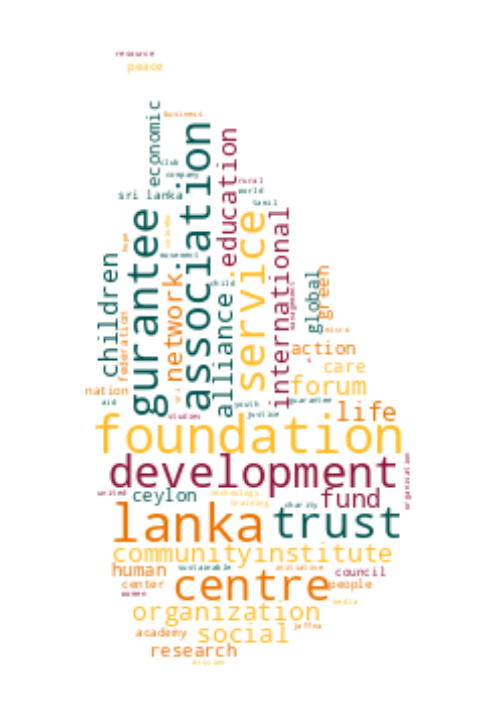 resource
peace
economic
business
association
education
club
company
rural
world
sri lanka
tamil
gurantee
service
international
hope
movement
children
network
child
alliance
global
green
management
federation
micro
action
care
nation
aid
forum
youth
guarantee
studies
justice
life
foundation
development
organisation
united
ceylon
technology
training
charity
fund
lanka
trust
community
institute
human
sustainable
initiative
council
center
centre
people
women
media
organization
jaffna
academy
social
research
mission